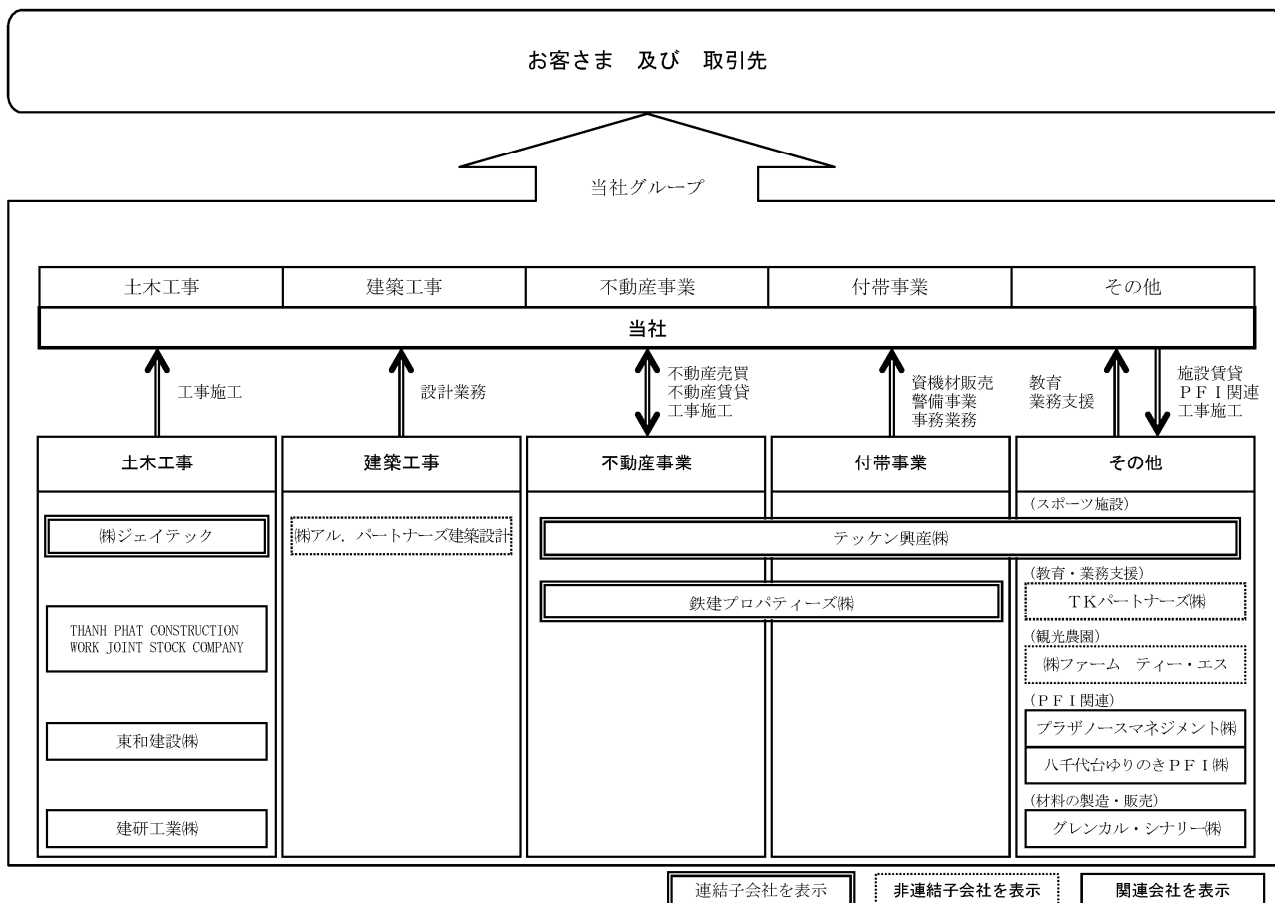 お客さま 及び 取引先
当社グループ
土木工事 建築工事 不動産事業 付帯事業 その他
当社
工事施工
設計業務
不動産売買
不動産賃貸
工事施工
資機材販売
警備事業
事務業務
教育
業務支援
施設賃貸
ＰＦＩ関連
工事施工
土木工事 建築工事 不動産事業 付帯事業 その他
㈱ジェイテック
THANH PHAT CONSTRUCTION
WORK JOINT STOCK COMPANY
東和建設㈱
建研工業㈱
㈱アル．パートナーズ建築設計
テッケン興産㈱
鉄建プロパティーズ㈱
(スポーツ施設)
(教育・業務支援)
ＴＫパートナーズ㈱
(観光農園)
㈱ファーム ティー・エス
(ＰＦＩ関連)
プラザノースマネジメント㈱
八千代台ゆりのきＰＦＩ㈱
(材料の製造・販売)
グレンカル・シナリー㈱
連結子会社を表示 非連結子会社を表示 関連会社を表示